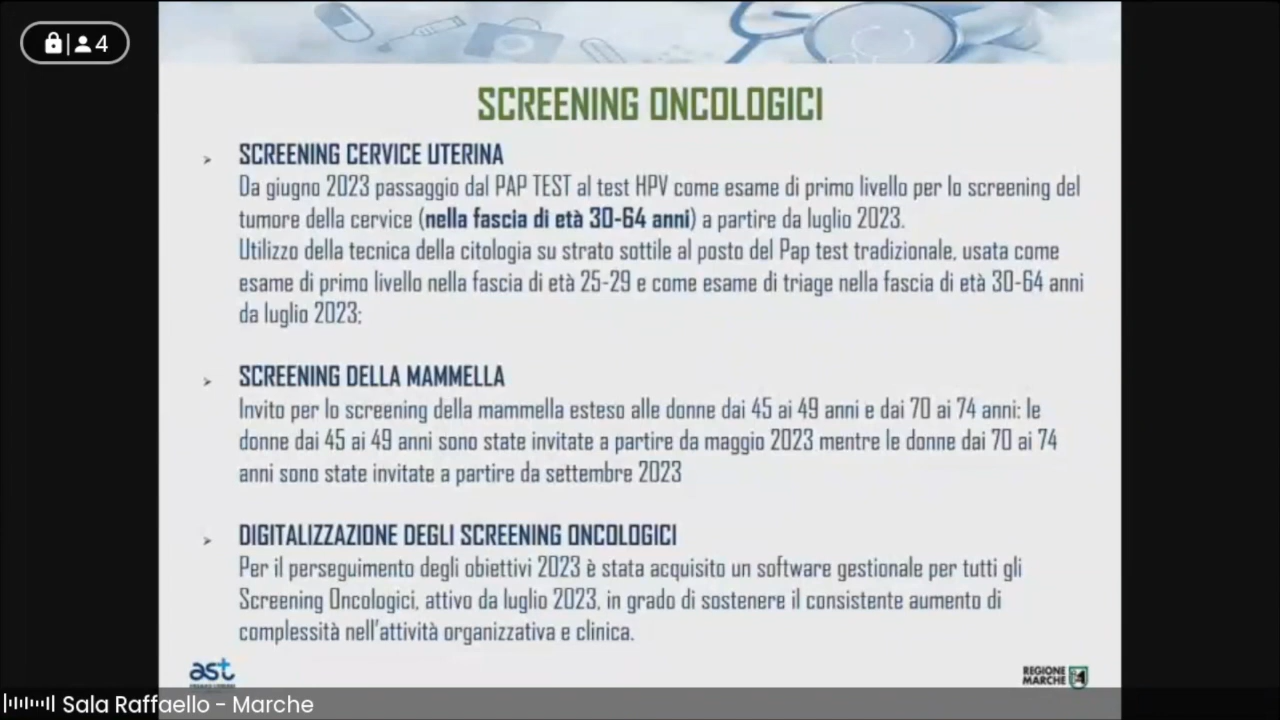 4
SCREENING ONCOLOGICI
SCREENING CERVICE UTERINA
Da giugno 2023 passaggio dal PAP TEST al test HPV come esame di primo livello per lo screening del
tumore della cervice (nella fascia di età 30-64 anni) a partire da luglio 2023.
Utilizzo della tecnica della citologia su strato sottile al posto del Pap test tradizionale, usata come
esame di primo livello nella fascia di età 25-29 e come esame di triage nella fascia di età 30-64 anni
da luglio 2023;
SCREENING DELLA MAMMELLA
Invito per lo screening della mammella esteso alle donne dai 45 ai 49 anni e dai 70 ai 74 anni: le
donne dai 45 ai 49 anni sono state invitate a partire da maggio 2023 mentre le donne dai 70 ai 74
anni sono state invitate a partire da settembre 2023
DIGITALIZZAZIONE DEGLI SCREENING ONCOLOGICI
Per il perseguimento degli obiettivi 2023 è stata acquisito un software gestionale per tutti gli
Screening Oncologici, attivo da luglio 2023, in grado di sostenere il consistente aumento di
complessità nell'attività organizzativa e clinica.
ast
REGIONE
MARCHE
Sala Raffaello - Marche